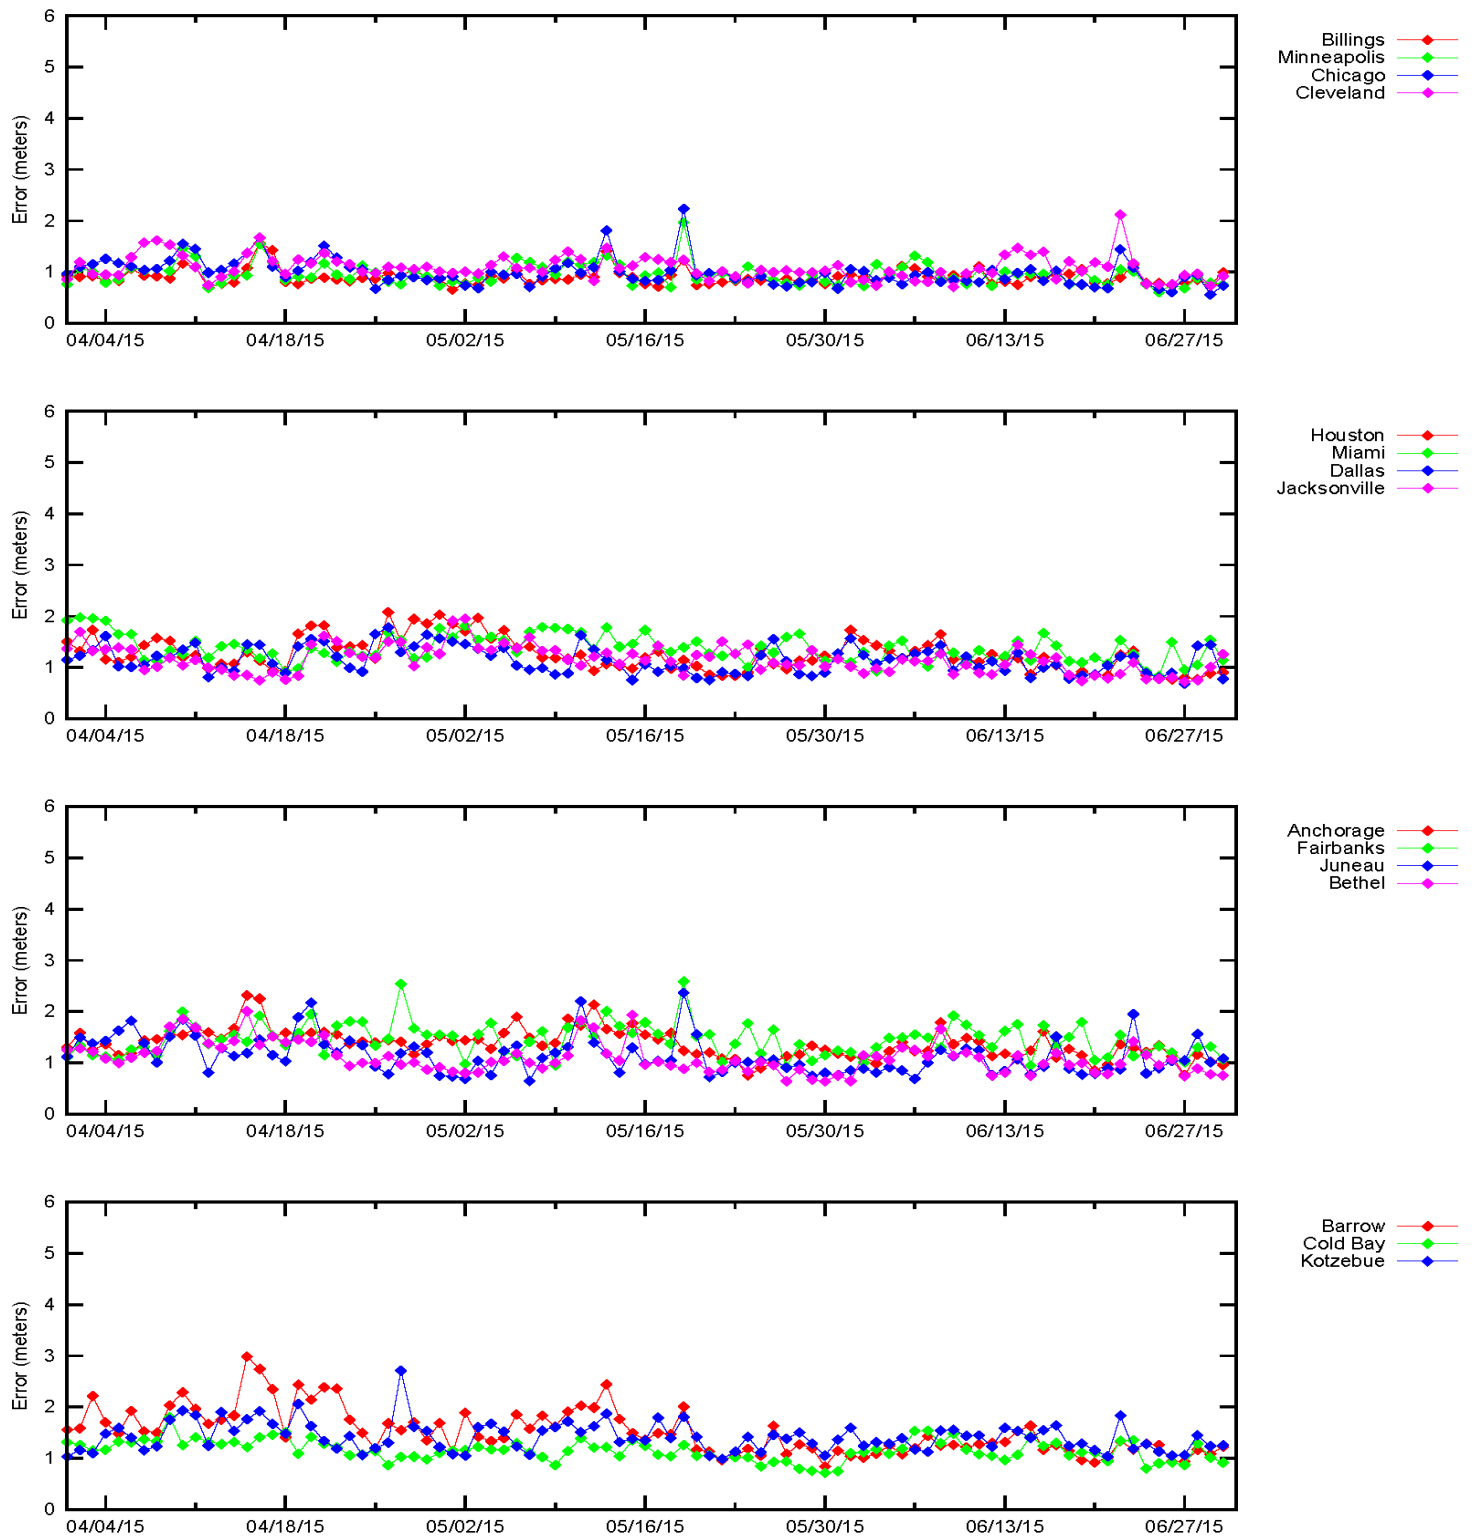 6
5
4
3
2
1
0
Error (meters)
04/04/15 04/18/15 05/02/15 05/16/15 05/30/15 06/13/15 06/27/15
Billings
Minneapolis
Chicago
Cleveland
6
5
4
3
2
1
0
Error (meters)
04/04/15 04/18/15 05/02/15 05/16/15 05/30/15 06/13/15 06/27/15
Houston
Miami
Dallas
Jacksonville
6
5
4
3
2
1
0
Error (meters)
04/04/15 04/18/15 05/02/15 05/16/15 05/30/15 06/13/15 06/27/15
Anchorage
Fairbanks
Juneau
Bethel
6
5
4
3
2
1
0
Error (meters)
04/04/15 04/18/15 05/02/15 05/16/15 05/30/15 06/13/15 06/27/15
Barrow
Cold Bay
Kotzebue